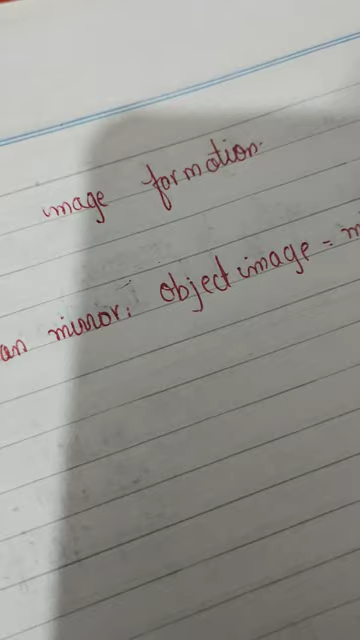 image formation.
an mirror, object image = m